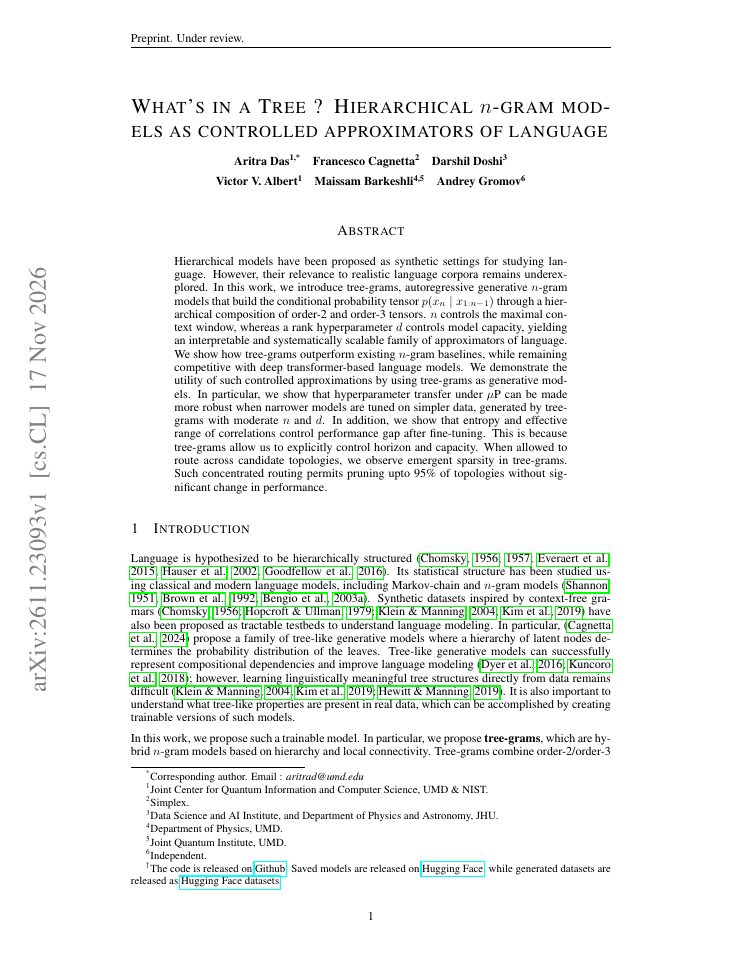 Preprint. Under review.
WHAT'S IN A TREE ? HIERARCHICAL n-GRAM MOD-
ELS AS CONTROLLED APPROXIMATORS OF LANGUAGE
Aritra Das1,* Francesco Cagnetta2 Darshil Doshi3
Victor V. Albert1 Maissam Barkeshli4,5 Andrey Gromov6
ABSTRACT
Hierarchical models have been proposed as synthetic settings for studying lan-
guage. However, their relevance to realistic language corpora remains underex-
plored. In this work, we introduce tree-grams, autoregressive generative n-gram
models that build the conditional probability tensor p(xn | x1:n−1) through a hier-
archical composition of order-2 and order-3 tensors. n controls the maximal con-
text window, whereas a rank hyperparameter d controls model capacity, yielding
an interpretable and systematically scalable family of approximators of language.
We show how tree-grams outperform existing n-gram baselines, while remaining
competitive with deep transformer-based language models. We demonstrate the
utility of such controlled approximations by using tree-grams as generative mod-
els. In particular, we show that hyperparameter transfer under μP can be made
more robust when narrower models are tuned on simpler data, generated by tree-
grams with moderate n and d. In addition, we show that entropy and effective
range of correlations control performance gap after fine-tuning. This is because
tree-grams allow us to explicitly control horizon and capacity. When allowed to
route across candidate topologies, we observe emergent sparsity in tree-grams.
Such concentrated routing permits pruning upto 95% of topologies without sig-
nificant change in performance.
1 INTRODUCTION
Language is hypothesized to be hierarchically structured (Chomsky, 1956; 1957; Everaert et al.,
2015; Hauser et al., 2002; Goodfellow et al., 2016). Its statistical structure has been studied us-
ing classical and modern language models, including Markov-chain and n-gram models (Shannon,
1951; Brown et al., 1992; Bengio et al., 2003a). Synthetic datasets inspired by context-free gra-
mars (Chomsky, 1956; Hopcroft & Ullman, 1979; Klein & Manning, 2004; Kim et al., 2019) have
also been proposed as tractable testbeds to understand language modeling. In particular, (Cagnetta
et al., 2024) propose a family of tree-like generative models where a hierarchy of latent nodes de-
termines the probability distribution of the leaves. Tree-like generative models can successfully
represent compositional dependencies and improve language modeling (Dyer et al., 2016; Kuncoro
et al., 2018); however, learning linguistically meaningful tree structures directly from data remains
difficult (Klein & Manning, 2004; Kim et al., 2019; Hewitt & Manning, 2019). It is also important to
understand what tree-like properties are present in real data, which can be accomplished by creating
trainable versions of such models.
In this work, we propose such a trainable model. In particular, we propose tree-grams, which are hy-
brid n-gram models based on hierarchy and local connectivity. Tree-grams combine order-2/order-3
*Corresponding author. Email : aritrad@umd.edu
1Joint Center for Quantum Information and Computer Science, UMD & NIST.
2Simplex.
3Data Science and AI Institute, and Department of Physics and Astronomy, JHU.
4Department of Physics, UMD.
5Joint Quantum Institute, UMD.
6Independent.
†The code is released on Github. Saved models are released on Hugging Face, while generated datasets are
released as Hugging Face datasets.
1
arXiv:2611.23093v1 [cs.CL] 17 Nov 2026